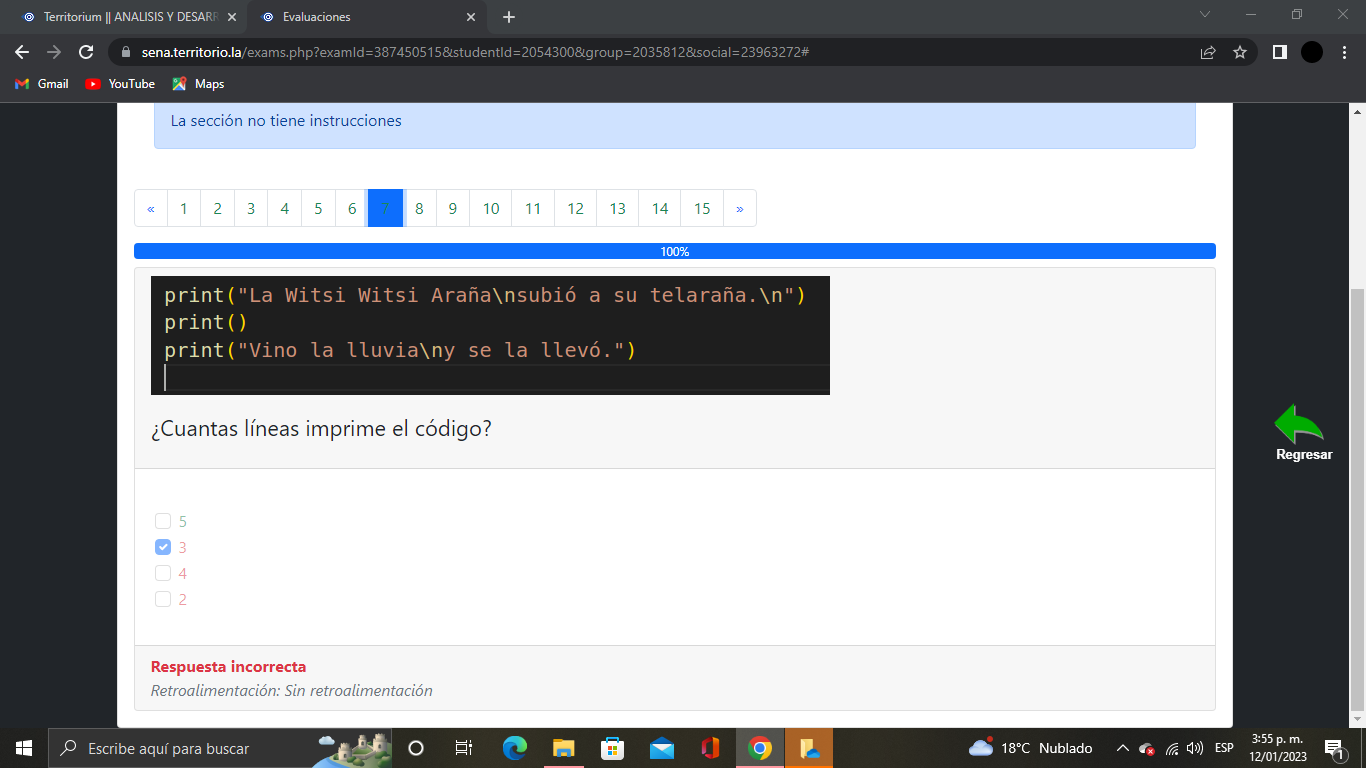 Territorium || ANALISIS Y DESARR
Evaluaciones
sena.territorio.la/exams.php?examId=387450515&studentId=2054300&group=2035812&social=23963272#
Gmail YouTube Maps
La sección no tiene instrucciones
« 1 2 3 4 5 6 7 8 9 10 11 12 13 14 15 »
100%
print("La Witsi Witsi Araña\nsubió a su telaraña.\n")
print()
print("Vino la lluvia\ny se la llevó.")
¿Cuantas líneas imprime el código?
Regresar
5
3
4
2
Respuesta incorrecta
Retroalimentación: Sin retroalimentación
Escribe aquí para buscar
18°C Nublado
ESP
3:55 p. m.
12/01/2023
1